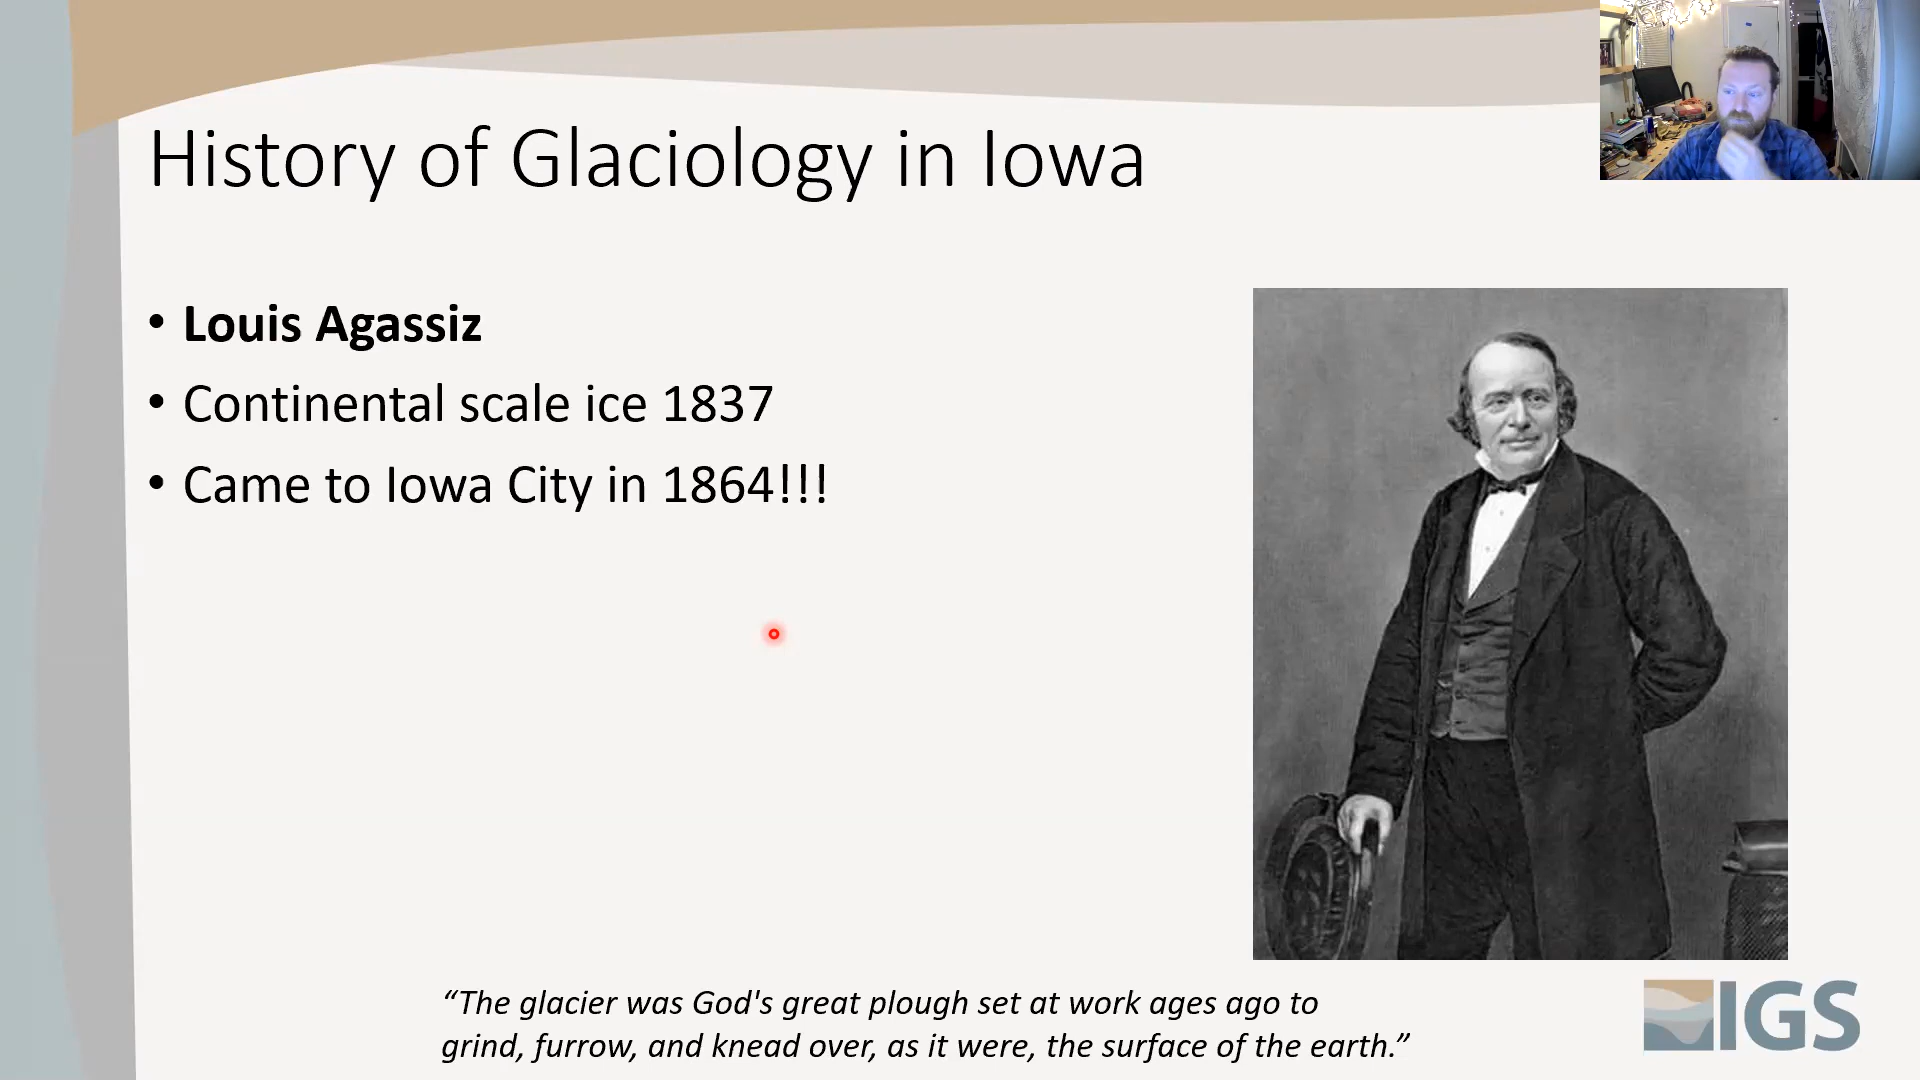 History of Glaciology in Iowa
• Louis Agassiz
• Continental scale ice 1837
• Came to Iowa City in 1864!!!
“The glacier was God's great plough set at work ages ago to
grind, furrow, and knead over, as it were, the surface of the earth.”
IGS